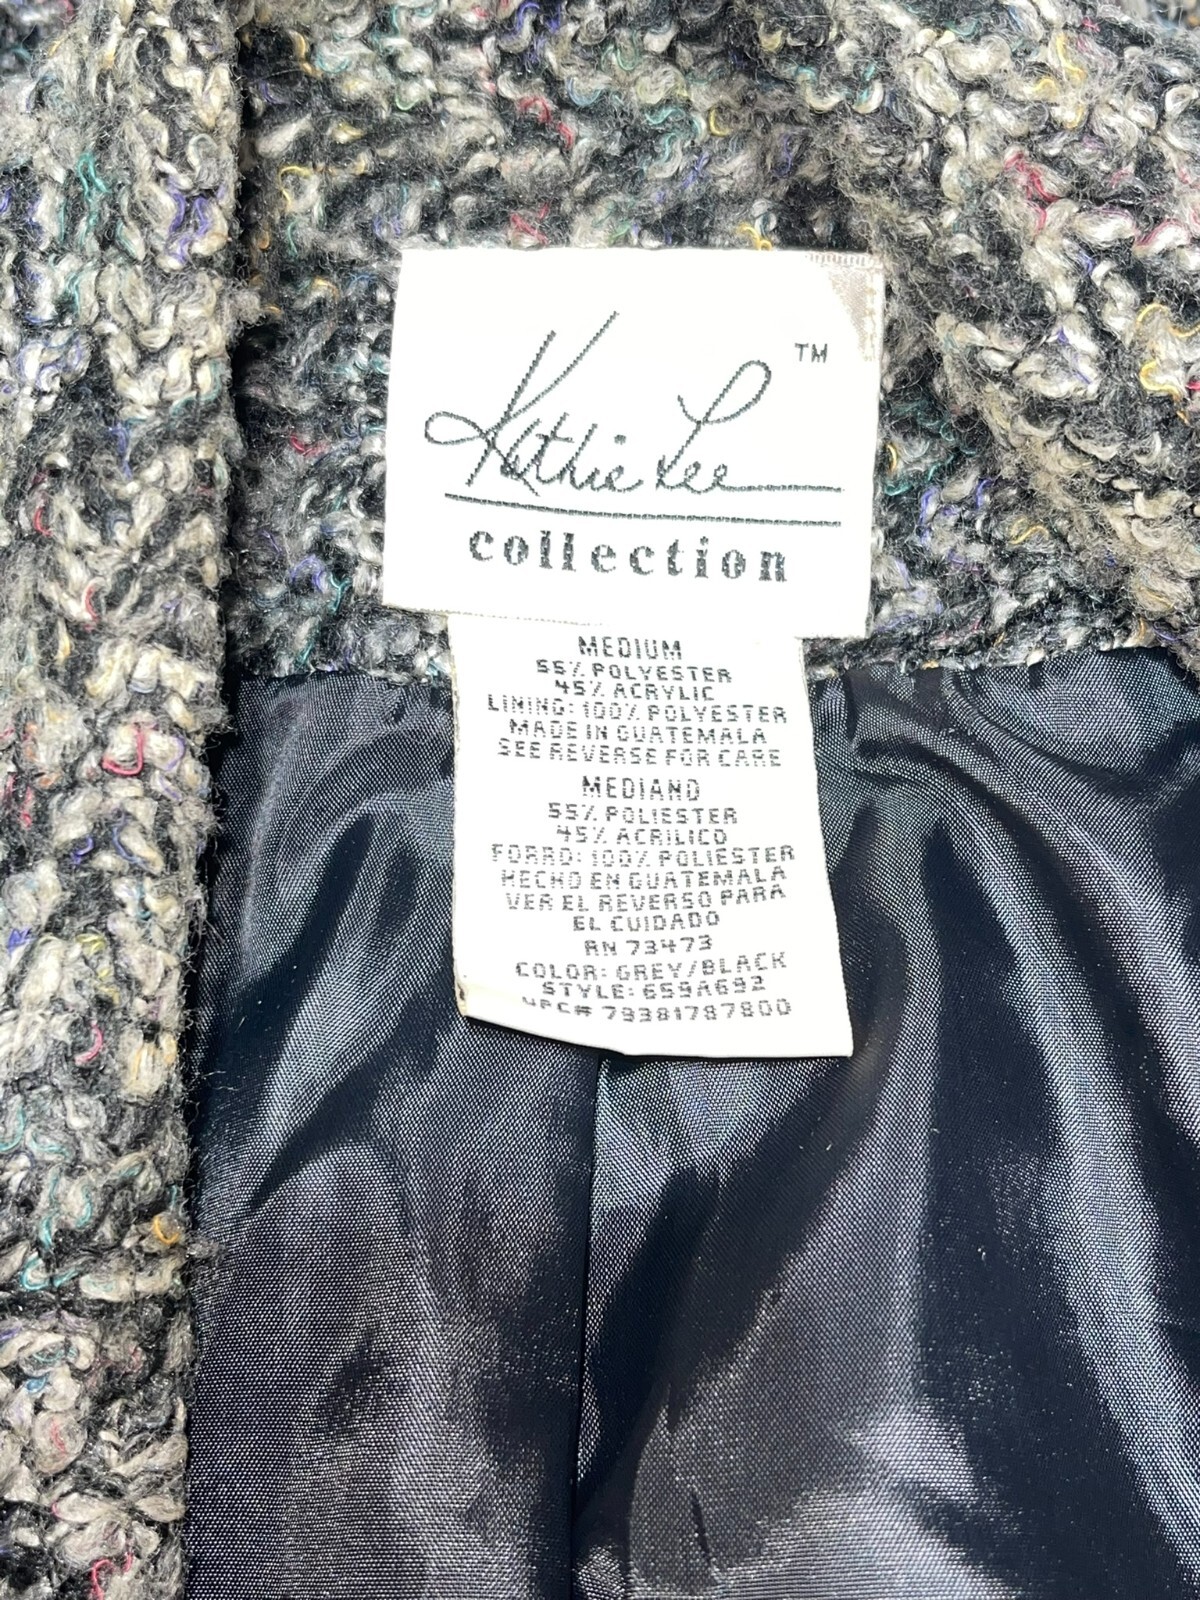 Kathie Lee TM
collection
MEDIUM
55% POLYESTER
45% ACRYLIC
LINING: 100% POLYESTER
MADE IN GUATEMALA
SEE REVERSE FOR CARE
MEDIANO
55% POLIESTER
45% ACRILICO
FORRO: 100% POLIESTER
HECHO EN GUATEMALA
VER EL REVERSO PARA
EL CUIDADO
RN 73473
COLOR: GREY/BLACK
STYLE: 659A692
UPC# 79381787800